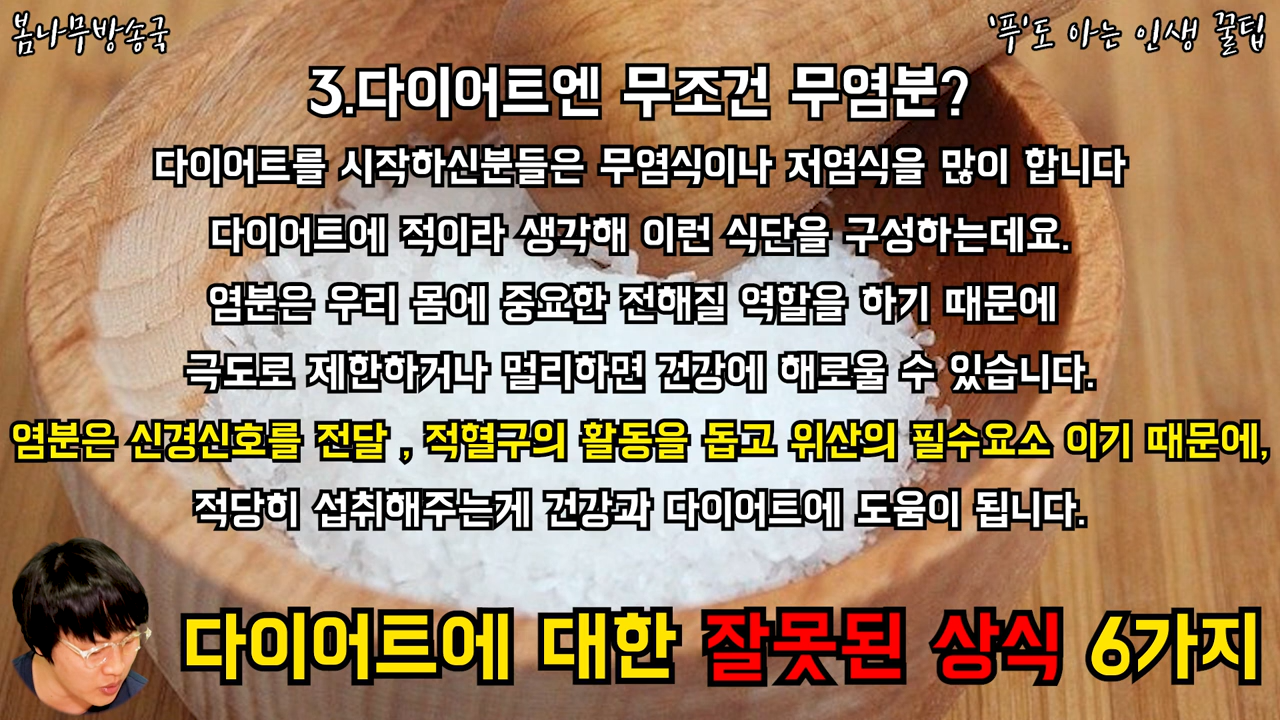 봄나무방송국
'푸'도 아는 인생 꿀팁
3.다이어트엔 무조건 무염분?
다이어트를 시작하신분들은 무염식이나 저염식을 많이 합니다
다이어트에 적이라 생각해 이런 식단을 구성하는데요.
염분은 우리 몸에 중요한 전해질 역할을 하기 때문에
극도로 제한하거나 멀리하면 건강에 해로울 수 있습니다.
염분은 신경신호를 전달 , 적혈구의 활동을 돕고 위산의 필수요소 이기 때문에,
적당히 섭취해주는게 건강과 다이어트에 도움이 됩니다.
다이어트에 대한 잘못된 상식 6가지